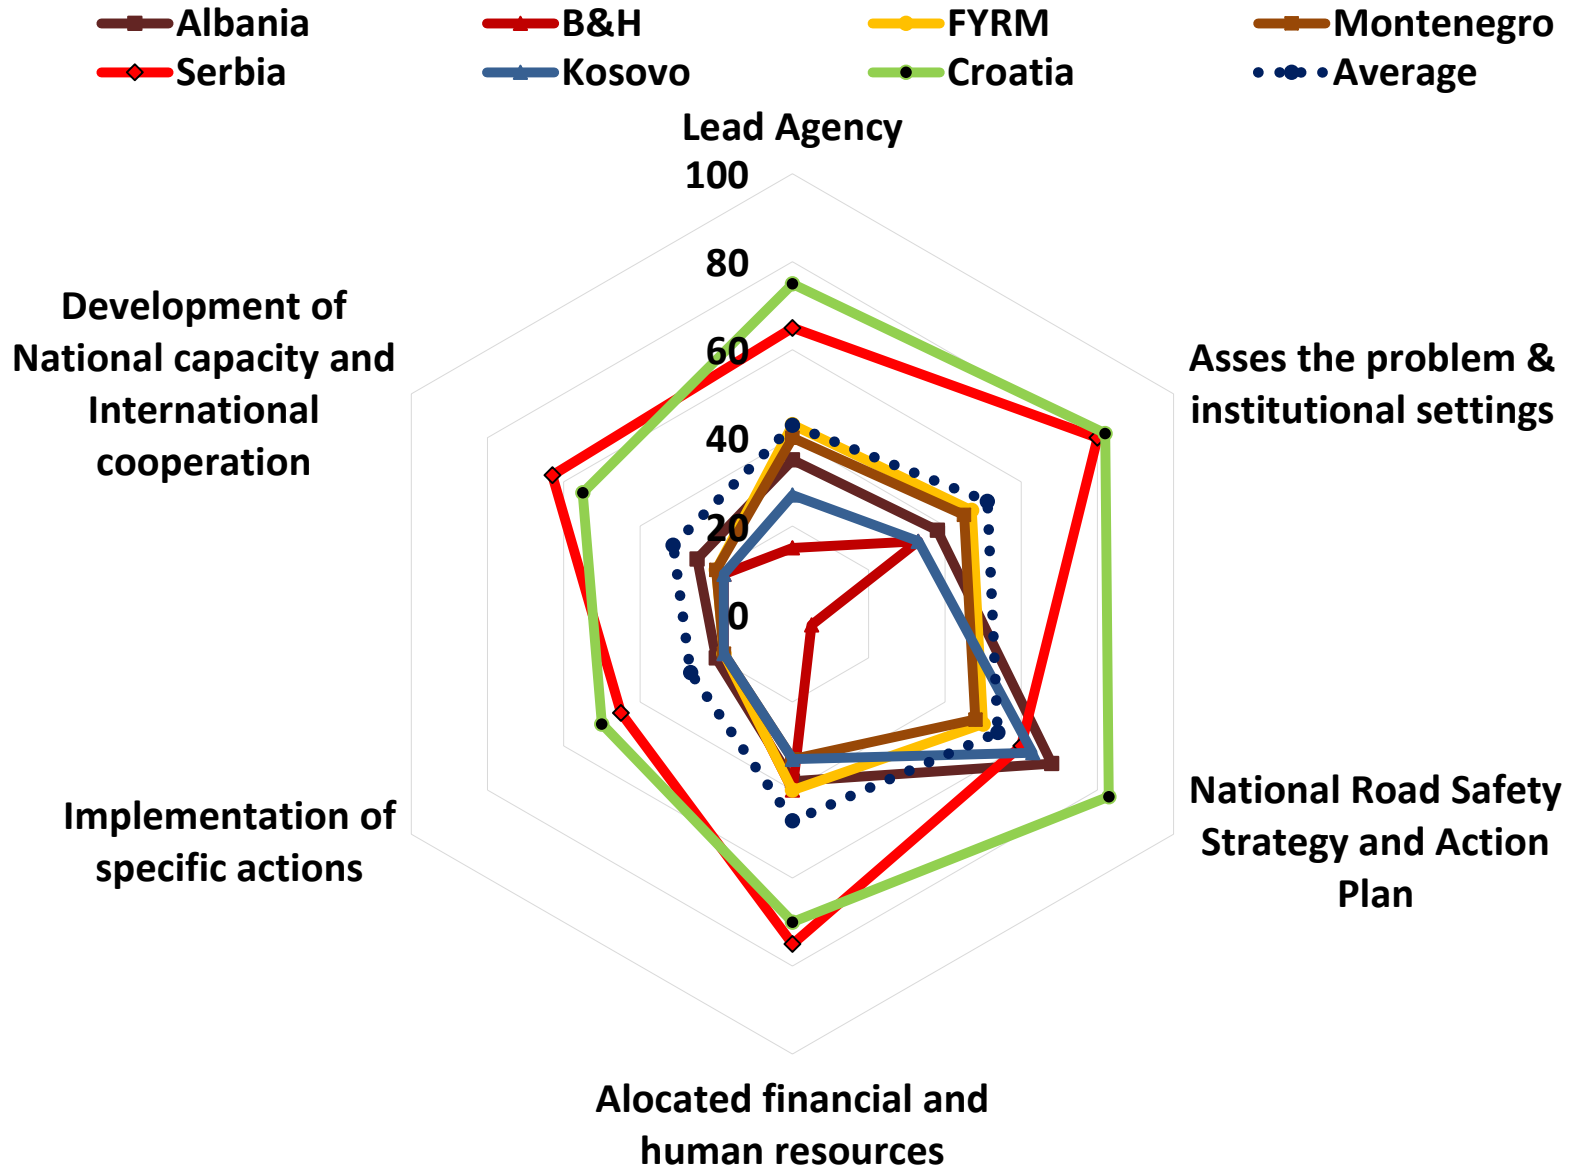 Albania
B&H
FYRM
Montenegro
Serbia
Kosovo
Croatia
Average
Lead Agency
100
80
60
40
20
0
Asses the problem &
institutional settings
National Road Safety
Strategy and Action
Plan
Alocated financial and
human resources
Implementation of
specific actions
Development of
National capacity and
International
cooperation